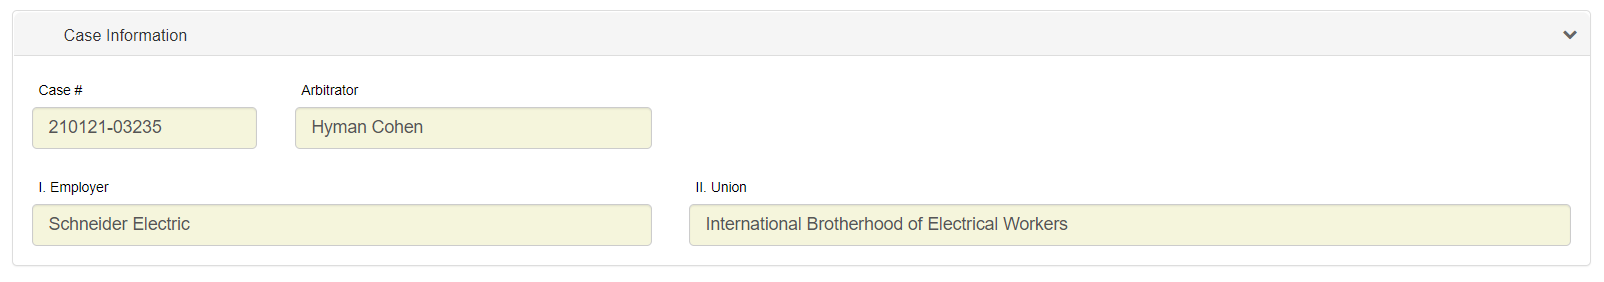 Case Information
Case #
Arbitrator
210121-03235
Hyman Cohen
I. Employer
II. Union
Schneider Electric
International Brotherhood of Electrical Workers